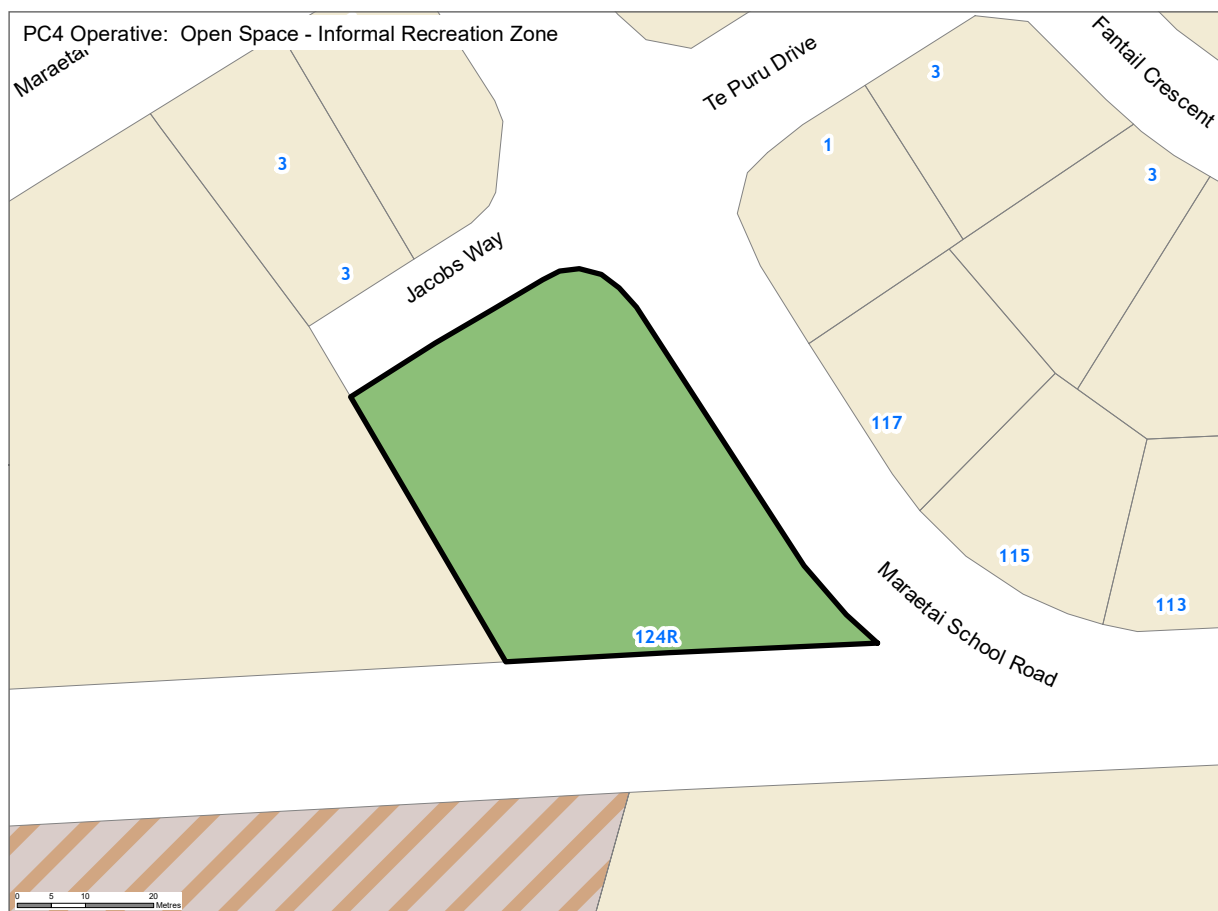 PC4 Operative: Open Space - Informal Recreation Zone
Maraetai
Te Puru Drive
Fantail Crescent
3
1
3
3
3
Jacobs Way
117
124R
115
113
Maraetai School Road
0 5 10 20
Metres